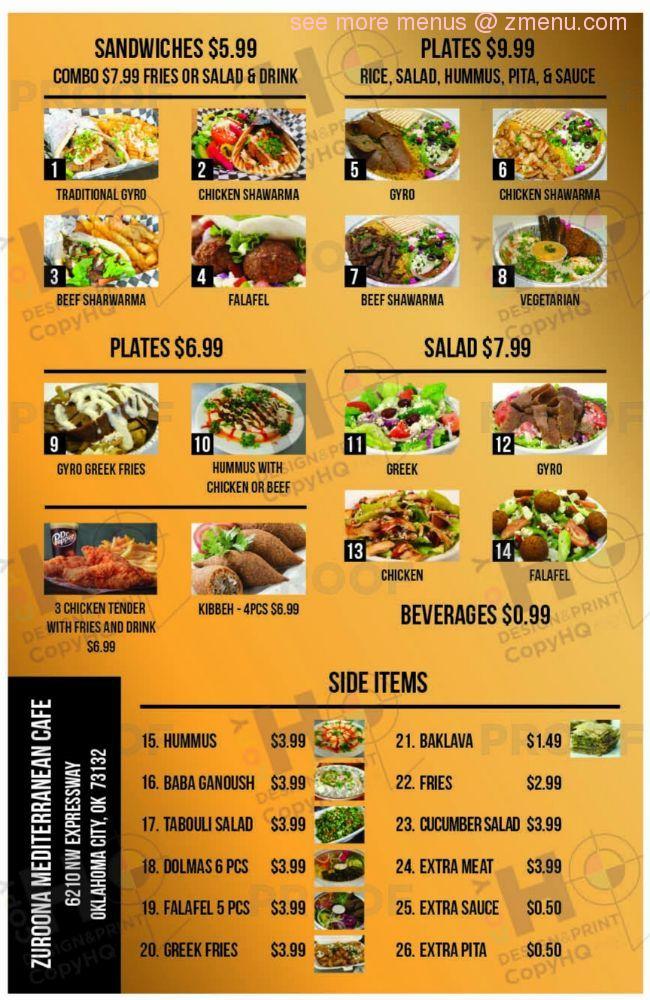 see more menus @ zmenu.com
SANDWICHES $5.99
COMBO $7.99 FRIES OR SALAD & DRINK
1
TRADITIONAL GYRO
2
CHICKEN SHAWARMA
3
BEEF SHARWARMA
4
FALAFEL
PLATES $9.99
RICE, SALAD, HUMMUS, PITA, & SAUCE
5
GYRO
6
CHICKEN SHAWARMA
7
BEEF SHAWARMA
8
VEGETARIAN
PLATES $6.99
9
GYRO GREEK FRIES
10
HUMMUS WITH
CHICKEN OR BEEF
Dr Pepper
3 CHICKEN TENDER
WITH FRIES AND DRINK
$6.99
KIBBEH - 4PCS $6.99
SALAD $7.99
11
GREEK
12
GYRO
13
CHICKEN
14
FALAFEL
BEVERAGES $0.99
SIDE ITEMS
15. HUMMUS $3.99
16. BABA GANOUSH $3.99
17. TABOULI SALAD $3.99
18. DOLMAS 6 PCS $3.99
19. FALAFEL 5 PCS $3.99
20. GREEK FRIES $3.99
21. BAKLAVA $1.49
22. FRIES $2.99
23. CUCUMBER SALAD $3.99
24. EXTRA MEAT $3.99
25. EXTRA SAUCE $0.50
26. EXTRA PITA $0.50
ZUROONA MEDITERRANEAN CAFE
6210 NW EXPRESSWAY
OKLAHOMA CITY, OK 73132
PROOF
DESIGN&PRINT
CopyHQ